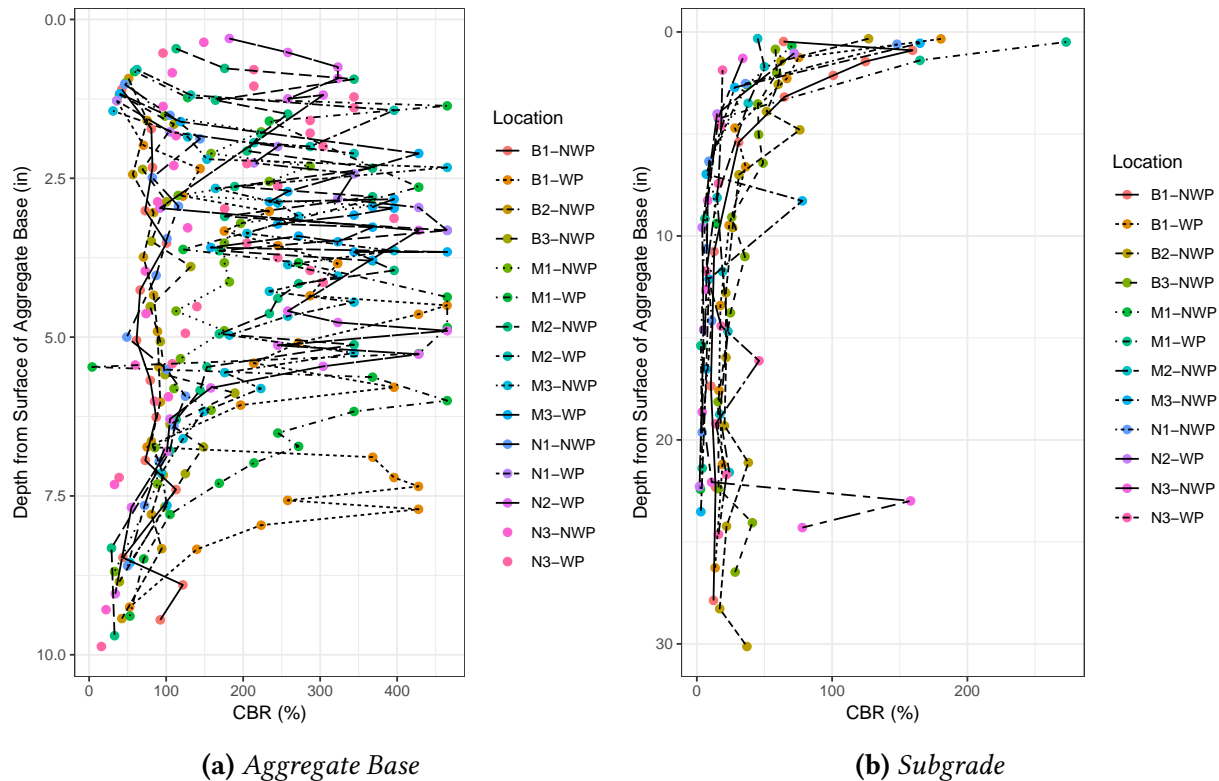 0.0
2.5
5.0
7.5
10.0
Depth from Surface of Aggregate Base (in)
0
100
200
300
400
CBR (%)
Location
B1−NWP
B1−WP
B2−NWP
B3−NWP
M1−NWP
M1−WP
M2−NWP
M2−WP
M3−NWP
M3−WP
N1−NWP
N1−WP
N2−WP
N3−NWP
N3−WP
(a) Aggregate Base
0
10
20
30
Depth from Surface of Aggregate Base (in)
0
100
200
CBR (%)
Location
B1−NWP
B1−WP
B2−NWP
B3−NWP
M1−NWP
M1−WP
M2−NWP
M3−NWP
N1−NWP
N2−WP
N3−NWP
N3−WP
(b) Subgrade